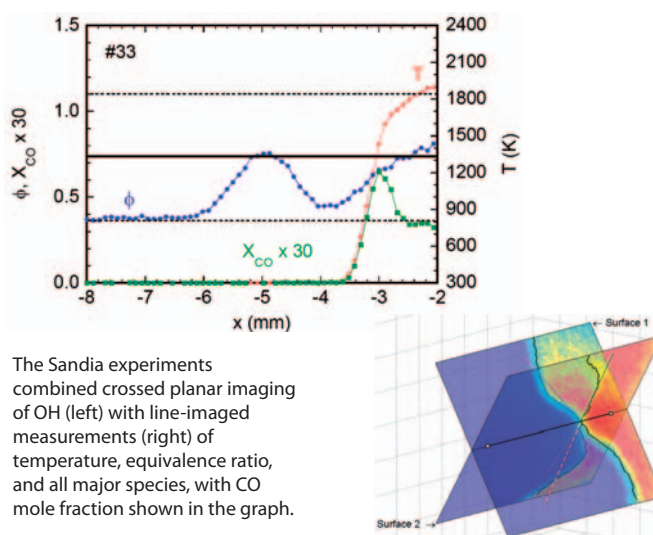 #33
1.5
1.0
0.5
0.0
ϕ, X_CO x 30
2400
2100
1800
1500
1200
900
600
300
T (K)
T
ϕ
X_CO x 30
-8
-7
-6
-5
-4
-3
-2
x (mm)
The Sandia experiments
combined crossed planar imaging
of OH (left) with line-imaged
measurements (right) of
temperature, equivalence ratio,
and all major species, with CO
mole fraction shown in the graph.
← Surface 1
Surface 2 →